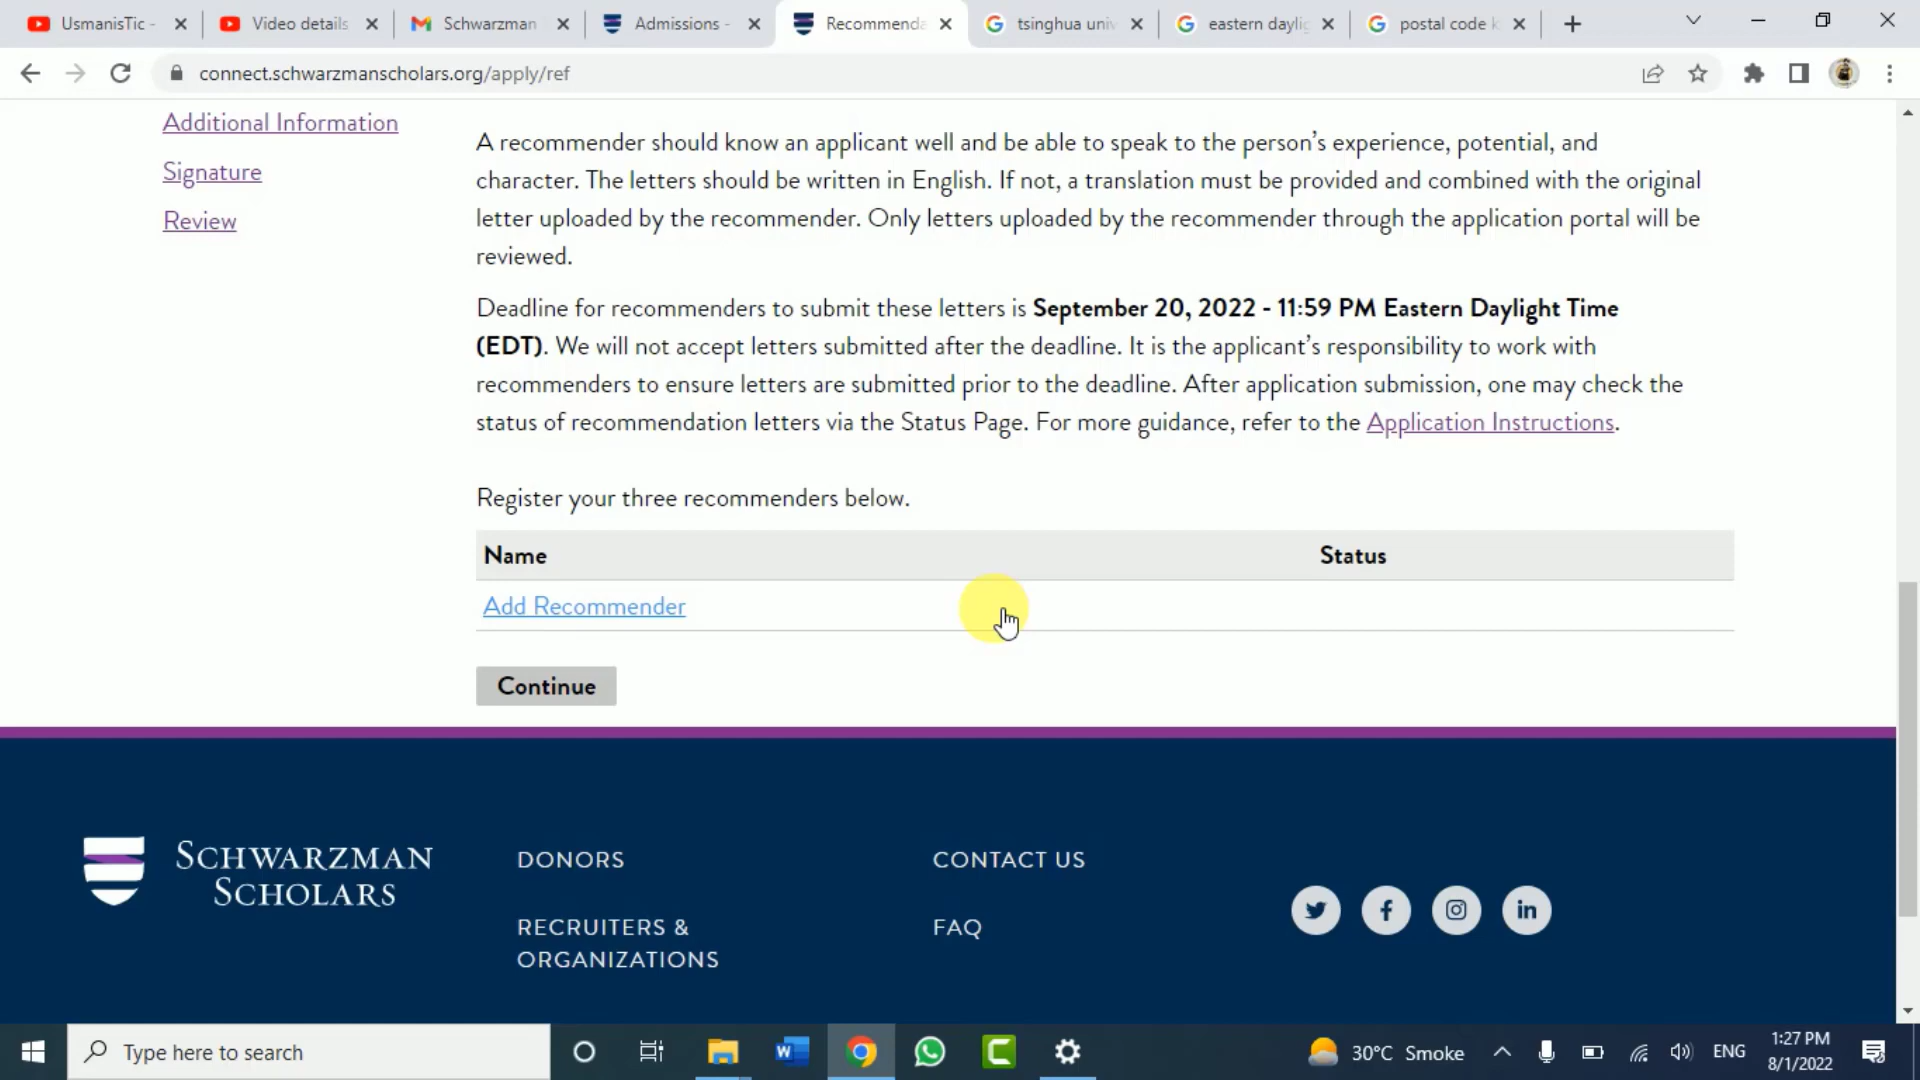 UsmanisTic -
Video details
Schwarzman
Admissions -
Recommenda
tsinghua univ
eastern daylig
postal code k
connect.schwarzmanscholars.org/apply/ref
Additional Information
Signature
Review
A recommender should know an applicant well and be able to speak to the person's experience, potential, and
character. The letters should be written in English. If not, a translation must be provided and combined with the original
letter uploaded by the recommender. Only letters uploaded by the recommender through the application portal will be
reviewed.
Deadline for recommenders to submit these letters is September 20, 2022 - 11:59 PM Eastern Daylight Time
(EDT). We will not accept letters submitted after the deadline. It is the applicant's responsibility to work with
recommenders to ensure letters are submitted prior to the deadline. After application submission, one may check the
status of recommendation letters via the Status Page. For more guidance, refer to the Application Instructions.
Register your three recommenders below.
Name Status
Add Recommender
Continue
SCHWARZMAN
SCHOLARS
DONORS
RECRUITERS &
ORGANIZATIONS
CONTACT US
FAQ
Type here to search
30°C Smoke
ENG
1:27 PM
8/1/2022